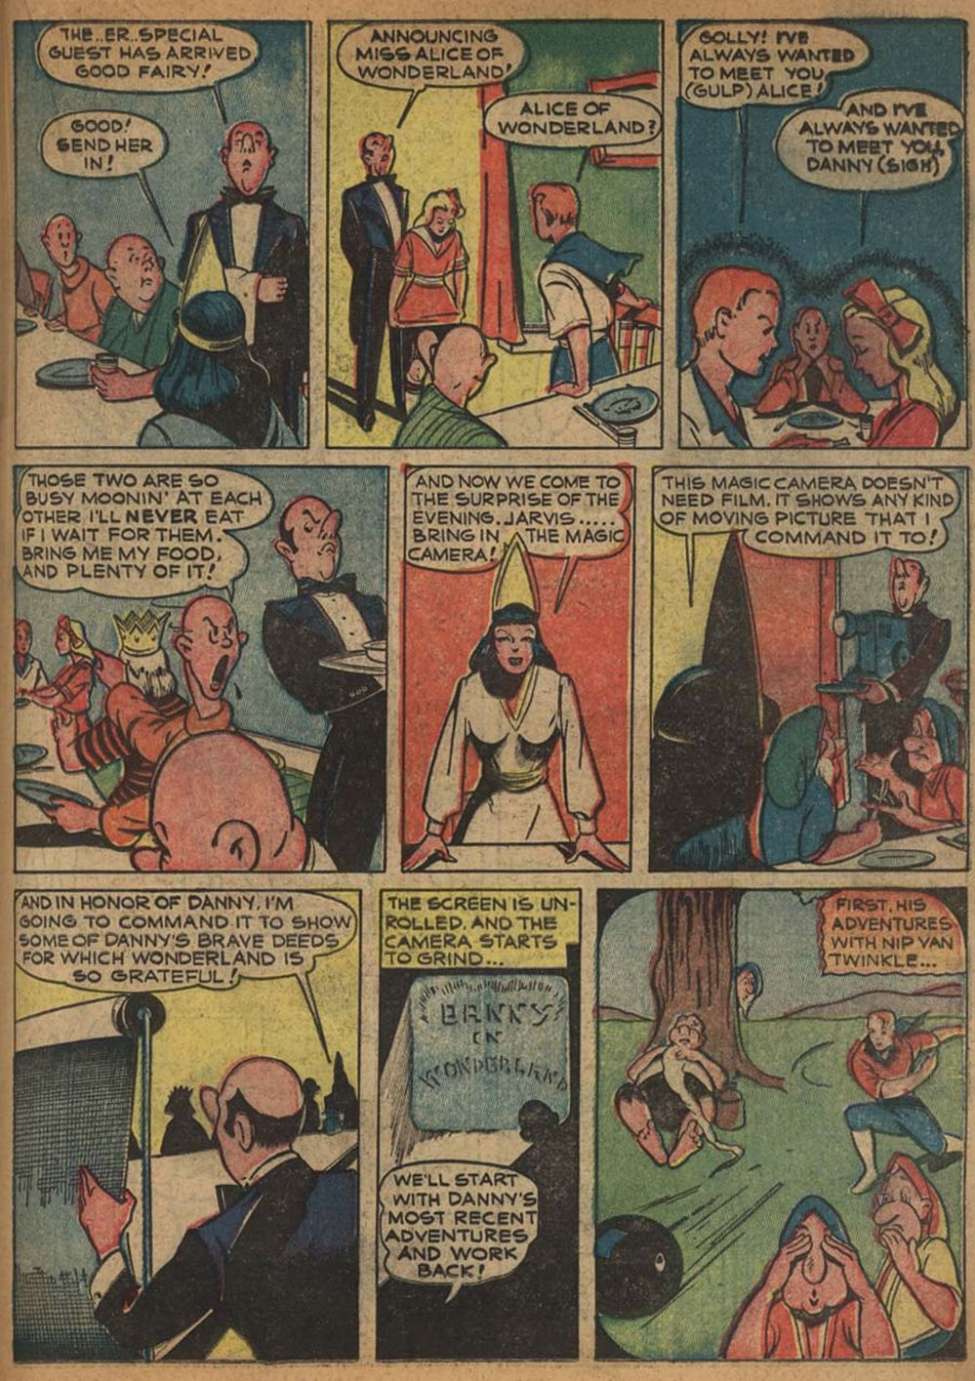 THE..ER..SPECIAL
GUEST HAS ARRIVED
GOOD FAIRY!
GOOD!
SEND HER
IN!
ANNOUNCING
MISS ALICE OF
WONDERLAND!
ALICE OF
WONDERLAND?
GOLLY! I'VE
ALWAYS WANTED
TO MEET YOU
(GULP) ALICE!
AND I'VE
ALWAYS WANTED
TO MEET YOU,
DANNY (SIGH)
THOSE TWO ARE SO
BUSY MOONIN' AT EACH
OTHER I'LL NEVER EAT
IF I WAIT FOR THEM.
BRING ME MY FOOD,
AND PLENTY OF IT!
AND NOW WE COME TO
THE SURPRISE OF THE
EVENING. JARVIS.....
BRING IN THE MAGIC
CAMERA!
THIS MAGIC CAMERA DOESN'T
NEED FILM. IT SHOWS ANY KIND
OF MOVING PICTURE THAT I
COMMAND IT TO!
AND IN HONOR OF DANNY, I'M
GOING TO COMMAND IT TO SHOW
SOME OF DANNY'S BRAVE DEEDS
FOR WHICH WONDERLAND IS
SO GRATEFUL!
THE SCREEN IS UN-
ROLLED, AND THE
CAMERA STARTS
TO GRIND...
DANNY
IN
WONDERLAND
WE'LL START
WITH DANNY'S
MOST RECENT
ADVENTURES
AND WORK
BACK!
FIRST, HIS
ADVENTURES
WITH NIP VAN
TWINKLE...